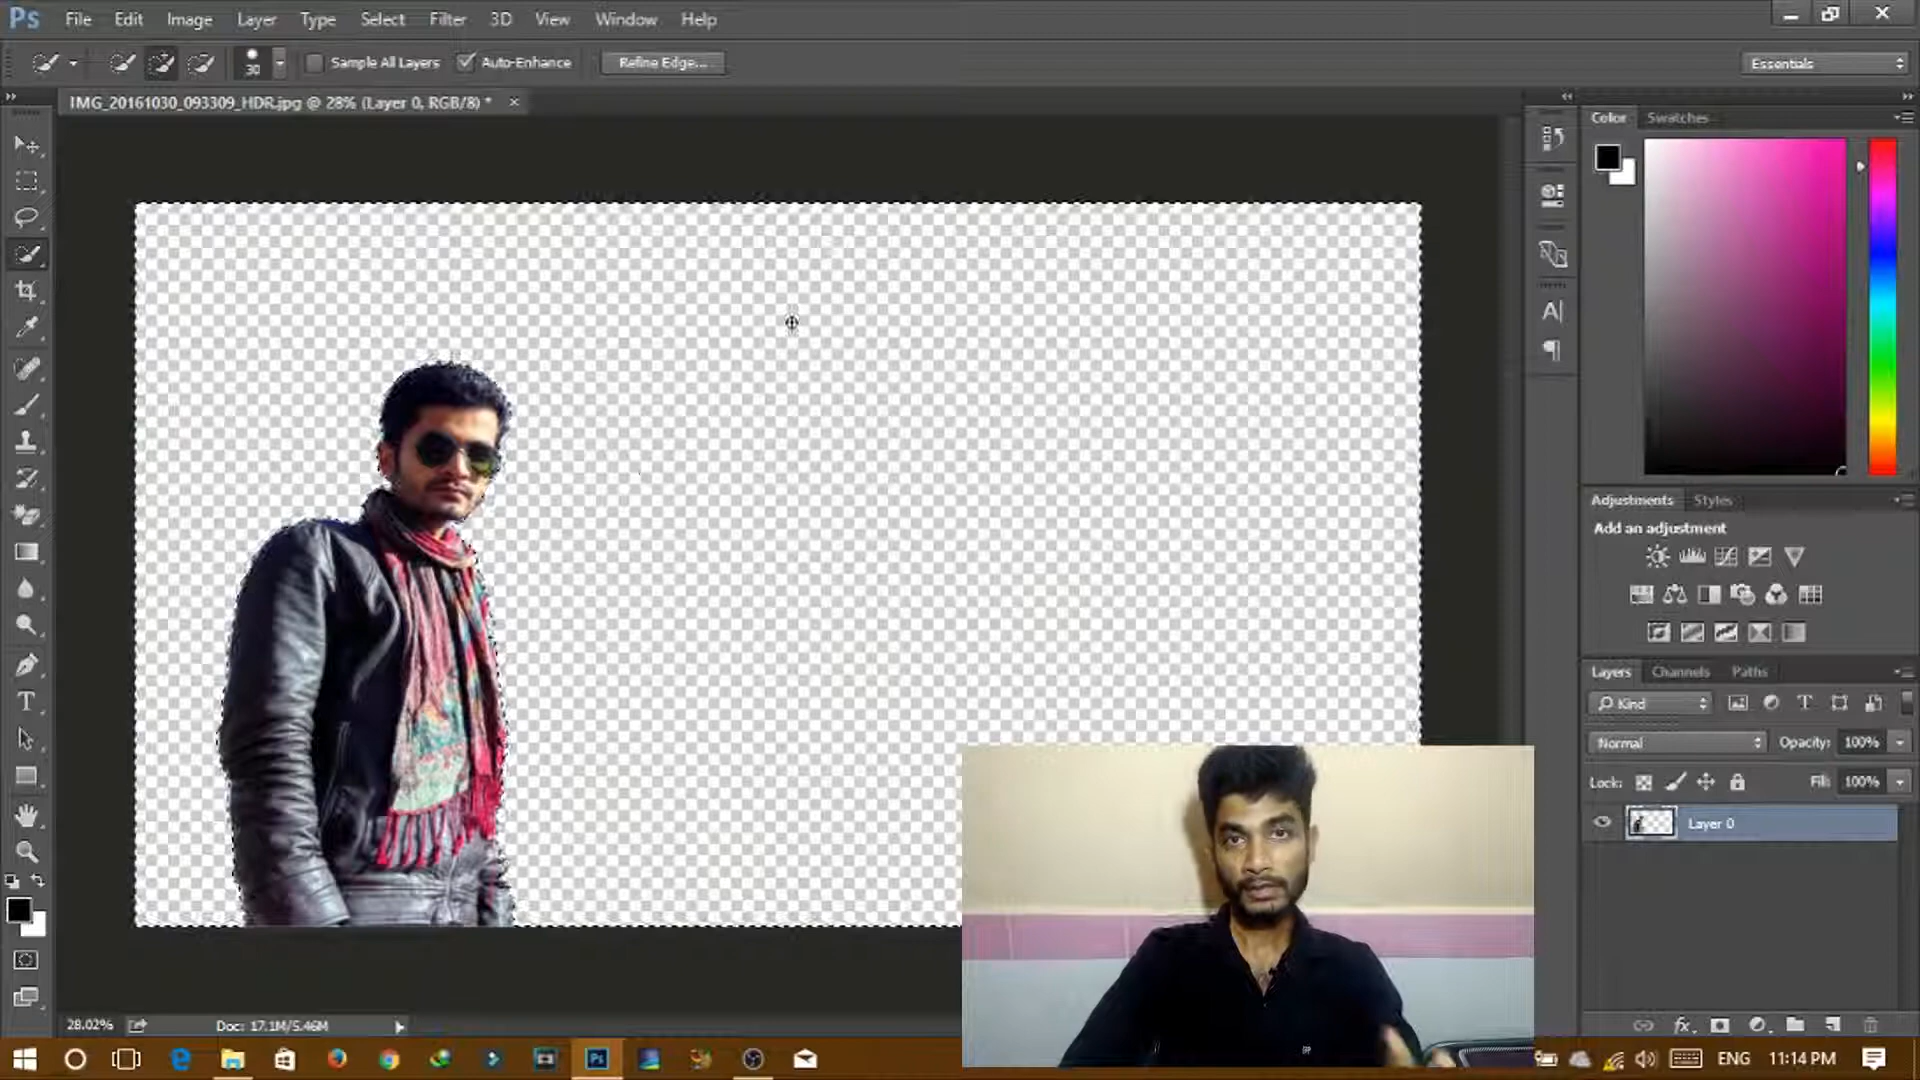 Ps File Edit Image Layer Type Select Filter 3D View Window Help
30 Sample All Layers Auto-Enhance Refine Edge... Essentials
IMG_20161030_093309_HDR.jpg @ 28% (Layer 0, RGB/8) * ×
Color Swatches
Adjustments Styles
Add an adjustment
Layers Channels Paths
Kind
Normal Opacity: 100%
Lock: Fill: 100%
Layer 0
28.02% Doc: 17.1M/5.46M
ENG 11:14 PM